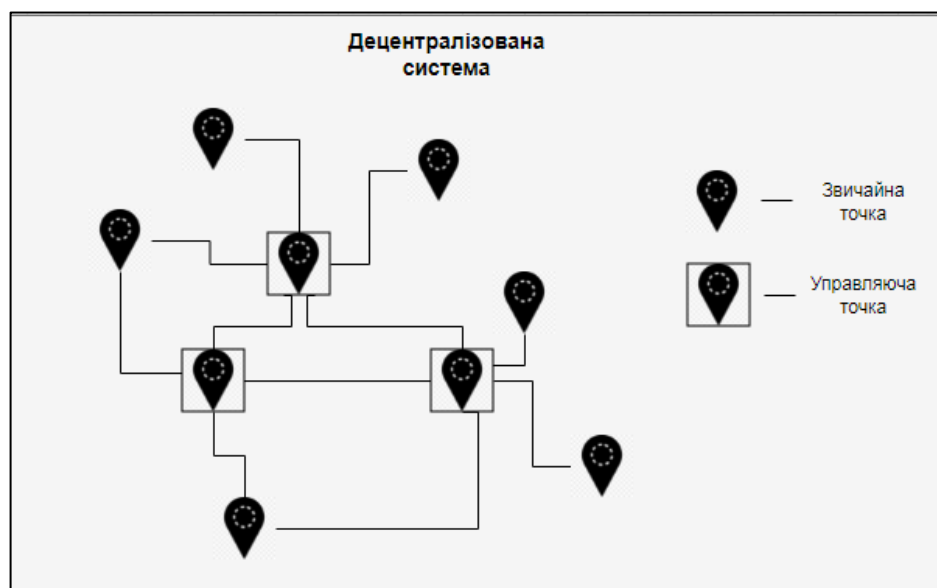 Децентралізована
система
Звичайна
точка
Управляюча
точка